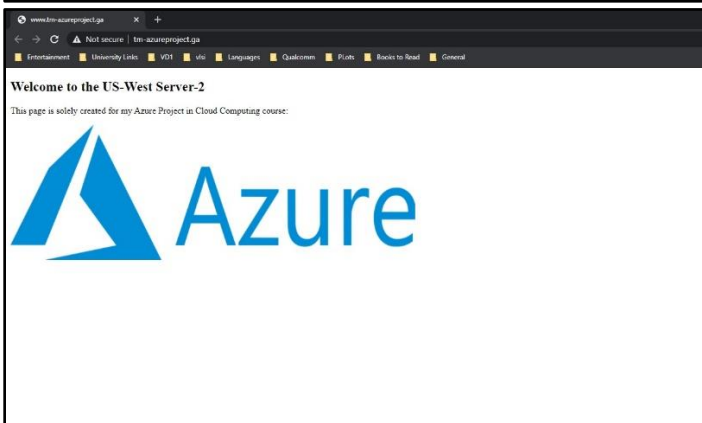 www.tm-azureproject.ga
Not secure | tm-azureproject.ga
Entertainment University Links VD1 vlsi Languages Qualcomm PLots Books to Read General
Welcome to the US-West Server-2
This page is solely created for my Azure Project in Cloud Computing course:
Azure